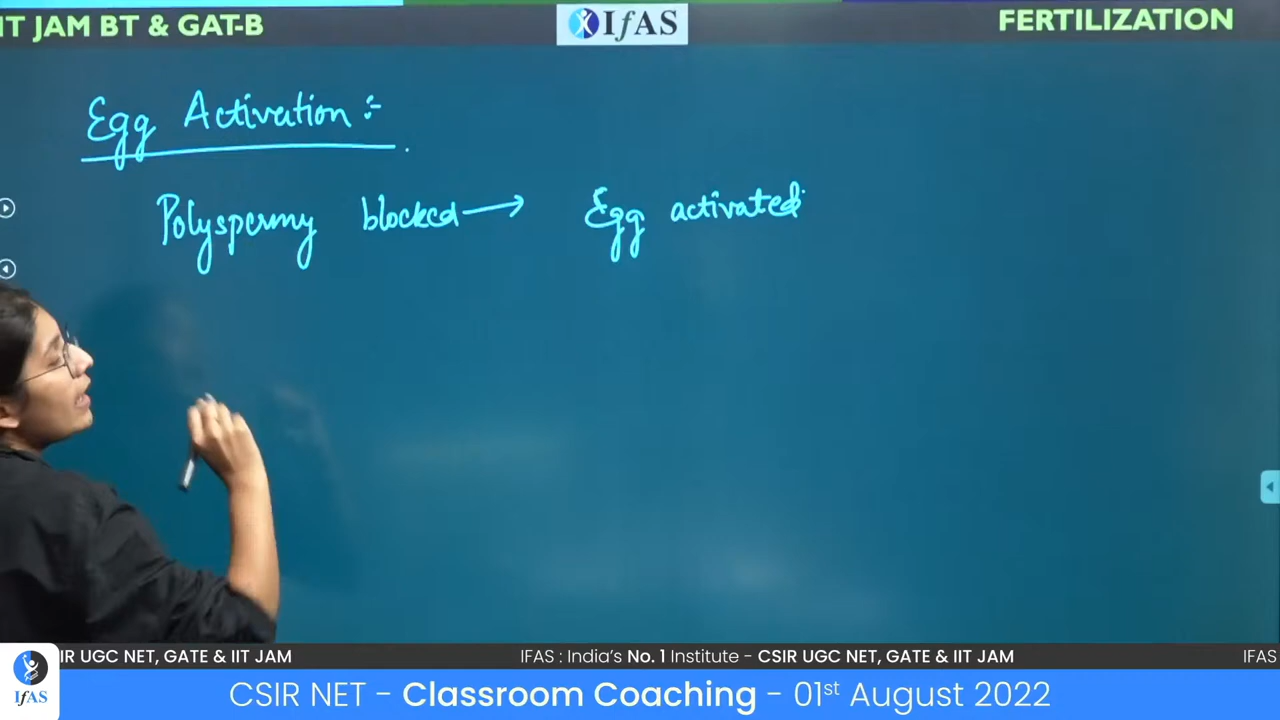 IIT JAM BT & GAT-B
IfAS
FERTILIZATION
Egg Activation :-
Polyspermy blocked → Egg activated
IR UGC NET, GATE & IIT JAM
IFAS : India's No. 1 Institute - CSIR UGC NET, GATE & IIT JAM
IFAS
IfAS
CSIR NET - Classroom Coaching - 01st August 2022